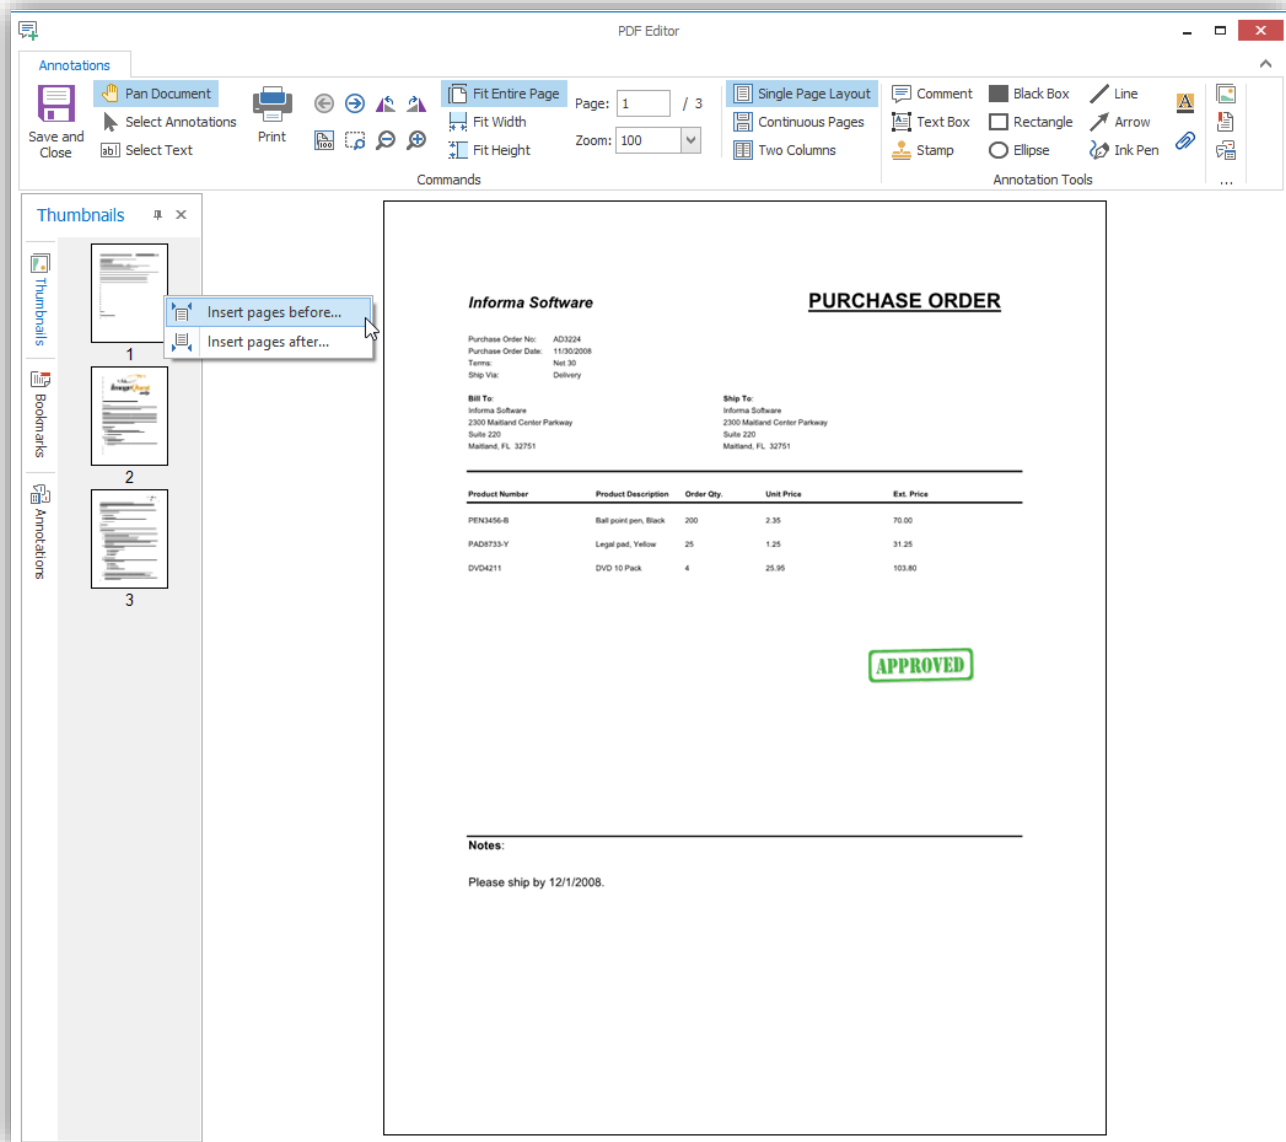 PDF Editor
Annotations
Save and Close
Pan Document
Select Annotations
Select Text
Print
Fit Entire Page
Fit Width
Fit Height
Page: 1 / 3
Zoom: 100
Single Page Layout
Continuous Pages
Two Columns
Comment
Text Box
Stamp
Black Box
Rectangle
Ellipse
Line
Arrow
Ink Pen
Commands
Annotation Tools
...
Thumbnails
Thumbnails
Bookmarks
Annotations
1
2
3
Insert pages before...
Insert pages after...
Informa Software PURCHASE ORDER
Purchase Order No: AD3224
Purchase Order Date: 11/30/2008
Terms: Net 30
Ship Via: Delivery
Bill To: Ship To:
Informa Software Informa Software
2300 Maitland Center Parkway 2300 Maitland Center Parkway
Suite 220 Suite 220
Maitland, FL 32751 Maitland, FL 32751
Product Number Product Description Order Qty. Unit Price Ext. Price
PEN3456-B Ball point pen, Black 200 2.35 70.00
PAD8733-Y Legal pad, Yellow 25 1.25 31.25
DVD4211 DVD 10 Pack 4 25.95 103.80
APPROVED
Notes:
Please ship by 12/1/2008.